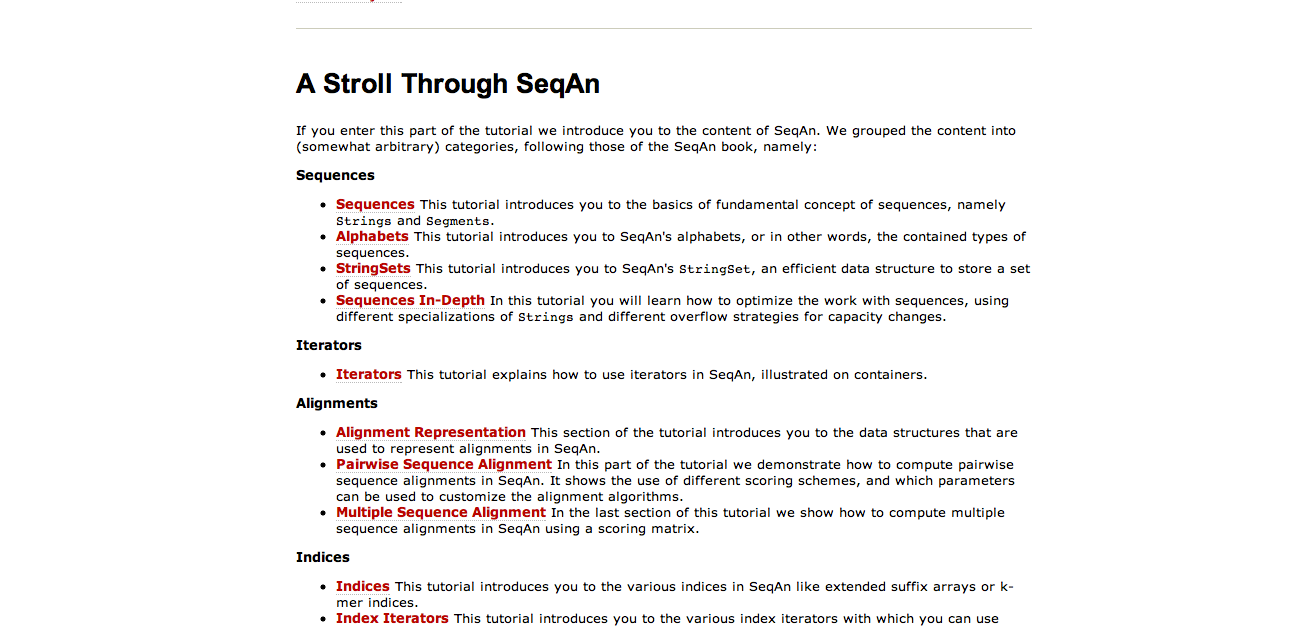 A Stroll Through SeqAn
If you enter this part of the tutorial we introduce you to the content of SeqAn. We grouped the content into
(somewhat arbitrary) categories, following those of the SeqAn book, namely:
Sequences
Sequences This tutorial introduces you to the basics of fundamental concept of sequences, namely
Strings and Segments.
Alphabets This tutorial introduces you to SeqAn's alphabets, or in other words, the contained types of
sequences.
StringSets This tutorial introduces you to SeqAn's StringSet, an efficient data structure to store a set
of sequences.
Sequences In-Depth In this tutorial you will learn how to optimize the work with sequences, using
different specializations of Strings and different overflow strategies for capacity changes.
Iterators
Iterators This tutorial explains how to use iterators in SeqAn, illustrated on containers.
Alignments
Alignment Representation This section of the tutorial introduces you to the data structures that are
used to represent alignments in SeqAn.
Pairwise Sequence Alignment In this part of the tutorial we demonstrate how to compute pairwise
sequence alignments in SeqAn. It shows the use of different scoring schemes, and which parameters
can be used to customize the alignment algorithms.
Multiple Sequence Alignment In the last section of this tutorial we show how to compute multiple
sequence alignments in SeqAn using a scoring matrix.
Indices
Indices This tutorial introduces you to the various indices in SeqAn like extended suffix arrays or k-
mer indices.
Index Iterators This tutorial introduces you to the various index iterators with which you can use